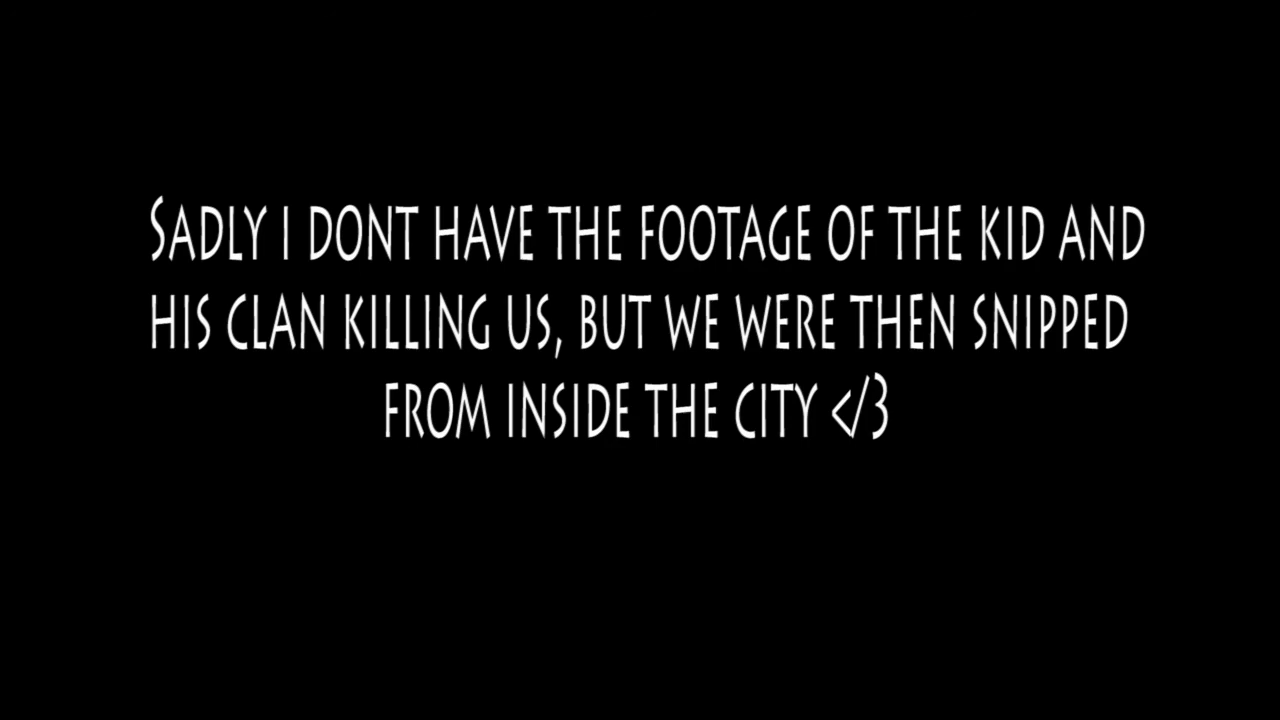 Sadly i dont have the footage of the kid and
his clan killing us, but we were then snipped
from inside the city </3